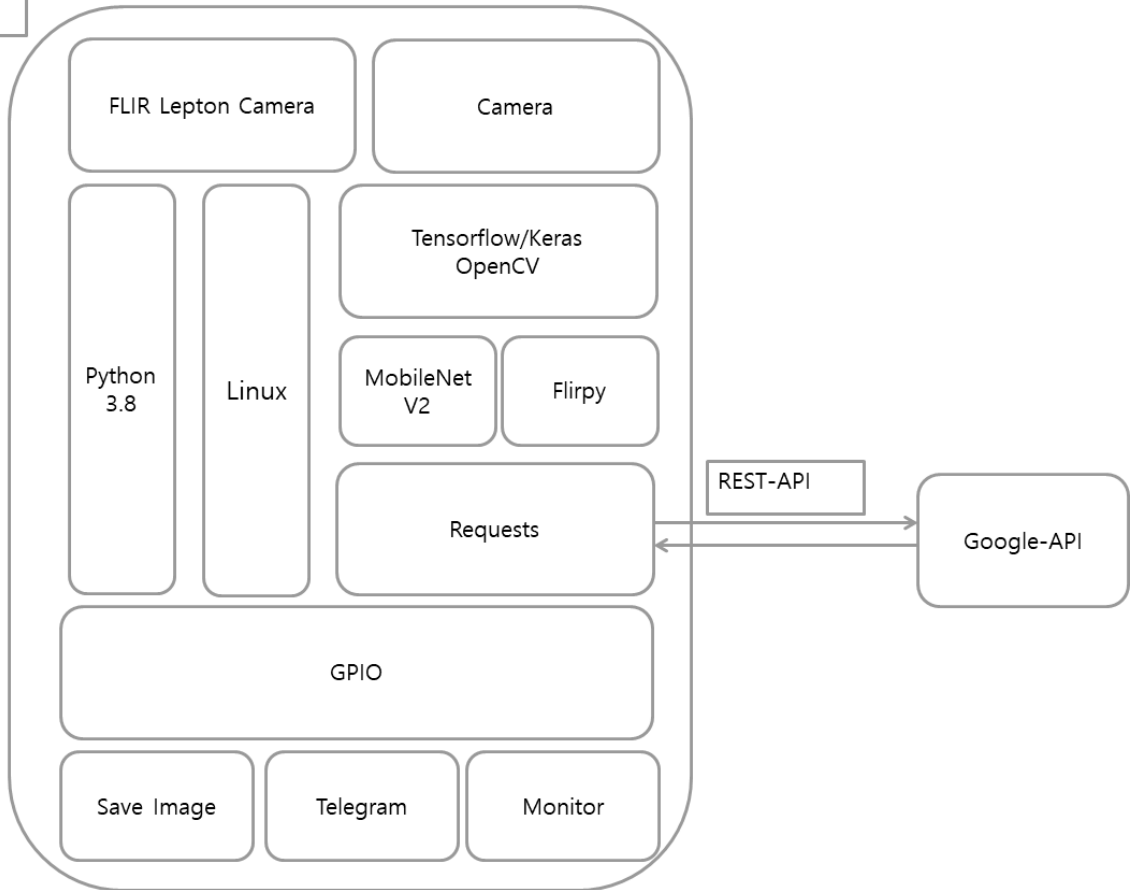 FLIR Lepton Camera
Camera
Tensorflow/Keras
OpenCV
Python
3.8
Linux
MobileNet
V2
Flirpy
REST-API
Requests
Google-API
GPIO
Save Image
Telegram
Monitor